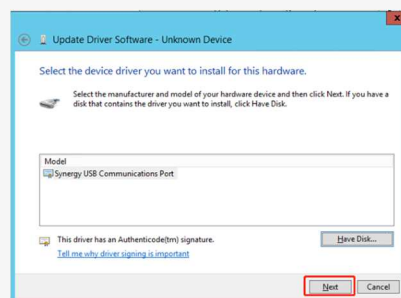 Update Driver Software - Unknown Device
Select the device driver you want to install for this hardware.
Select the manufacturer and model of your hardware device and then click Next. If you have a
disk that contains the driver you want to install, click Have Disk.
Model
Synergy USB Communications Port
This driver has an Authenticode(tm) signature.
Have Disk...
Tell me why driver signing is important
Next
Cancel